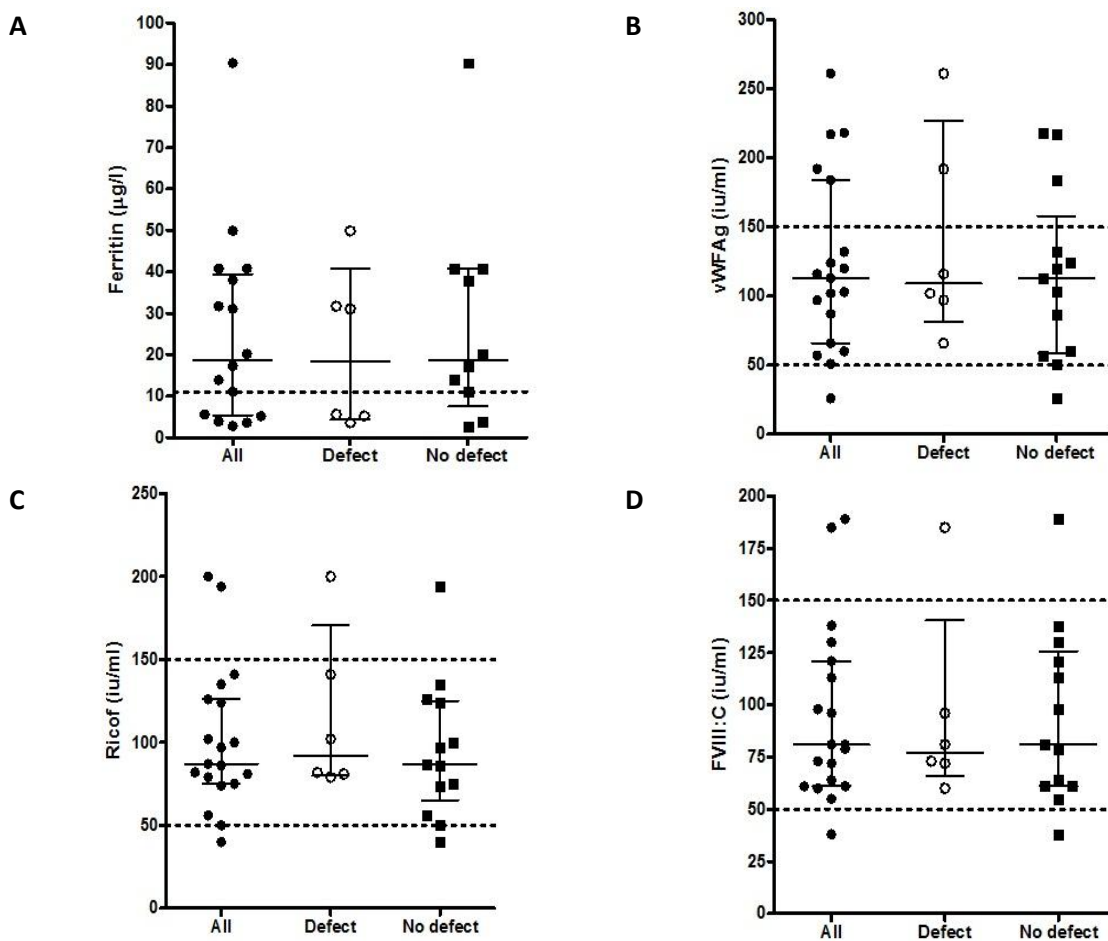 A
Ferritin (µg/l)
100
90
80
70
60
50
40
30
20
10
0
All Defect No defect
B
vWFAg (iu/ml)
300
250
200
150
100
50
0
All Defect No defect
C
Ricof (iu/ml)
250
200
150
100
50
0
All Defect No defect
D
FVIII:C (iu/ml)
200
175
150
125
100
75
50
25
0
All Defect No defect